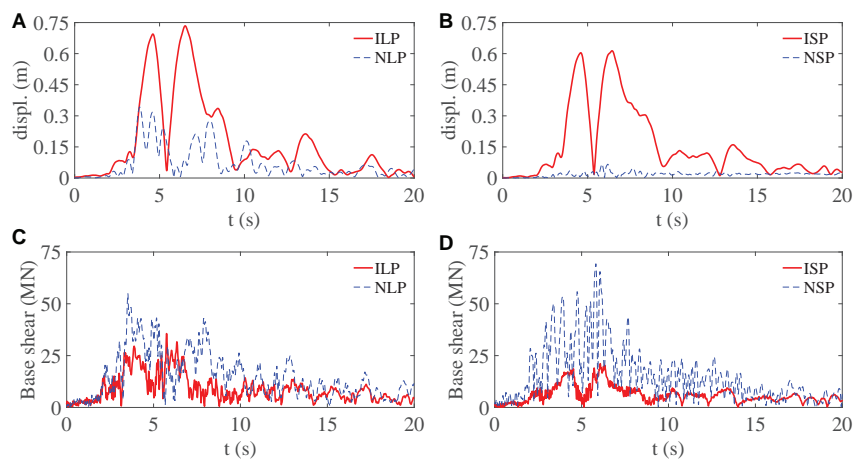 A
displ. (m)
0.75
0.6
0.45
0.3
0.15
0
ILP
NLP
0 5 10 15 20
t (s)
B
displ. (m)
0.75
0.6
0.45
0.3
0.15
0
ISP
NSP
0 5 10 15 20
t (s)
C
Base shear (MN)
75
50
25
0
ILP
NLP
0 5 10 15 20
t (s)
D
Base shear (MN)
75
50
25
0
ISP
NSP
0 5 10 15 20
t (s)